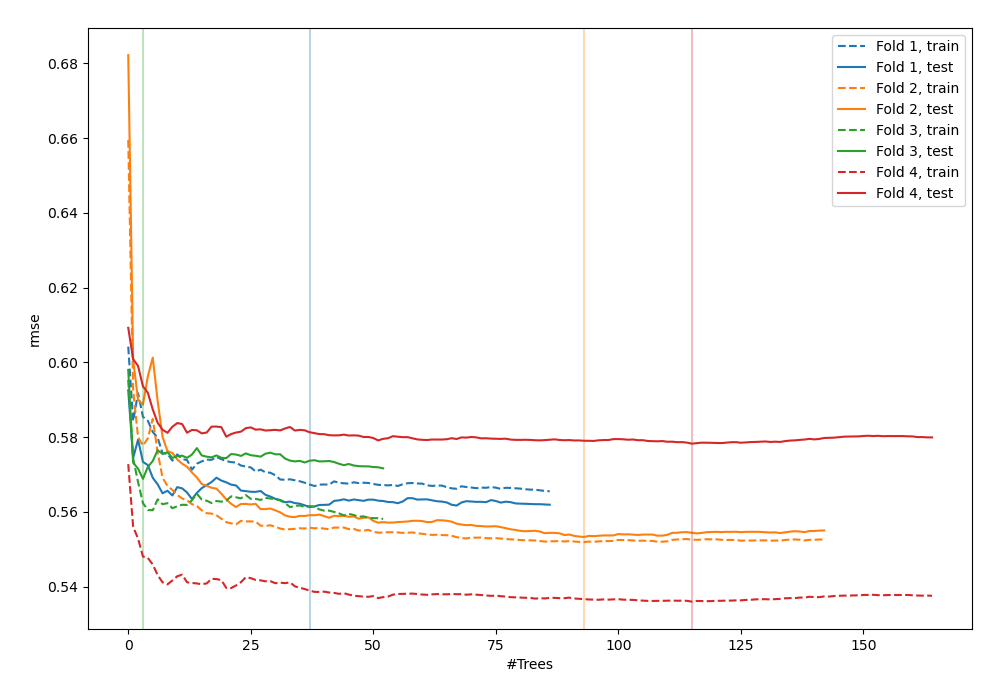 0.68
0.66
0.64
0.62
0.60
0.58
0.56
0.54
rmse
0
25
50
75
100
125
150
#Trees
Fold 1, train
Fold 1, test
Fold 2, train
Fold 2, test
Fold 3, train
Fold 3, test
Fold 4, train
Fold 4, test